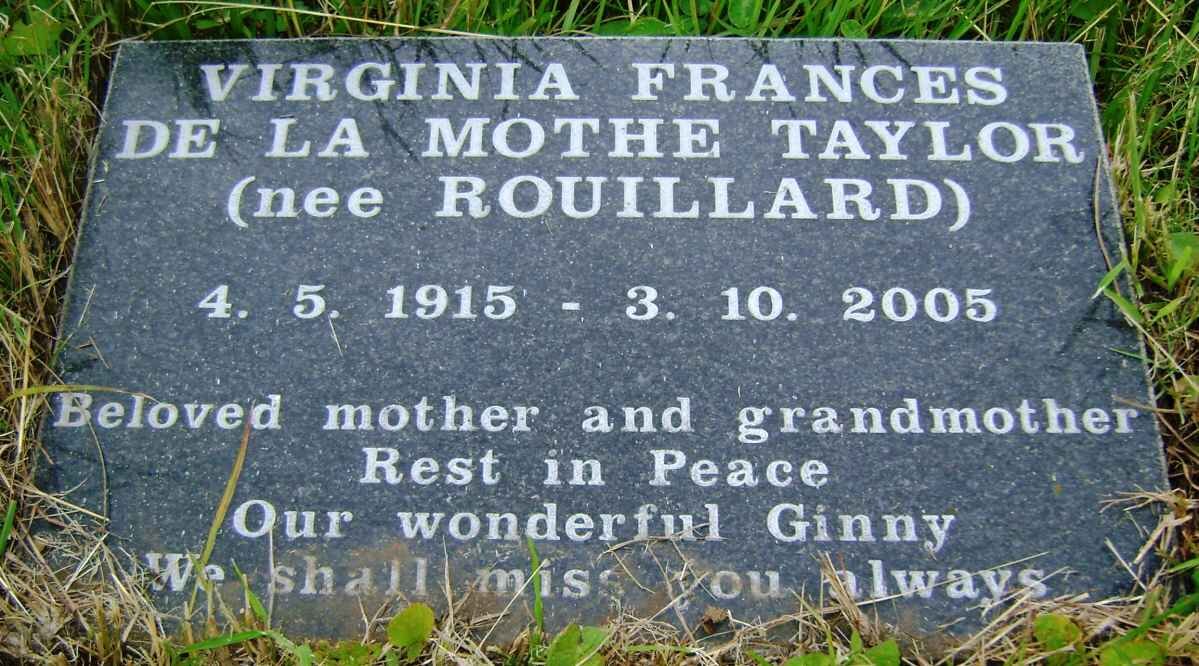 VIRGINIA FRANCES
DE LA MOTHE TAYLOR
(nee ROUILLARD)
4. 5. 1915 - 3. 10. 2005
Beloved mother and grandmother
Rest in Peace
Our wonderful Ginny
We shall miss you always